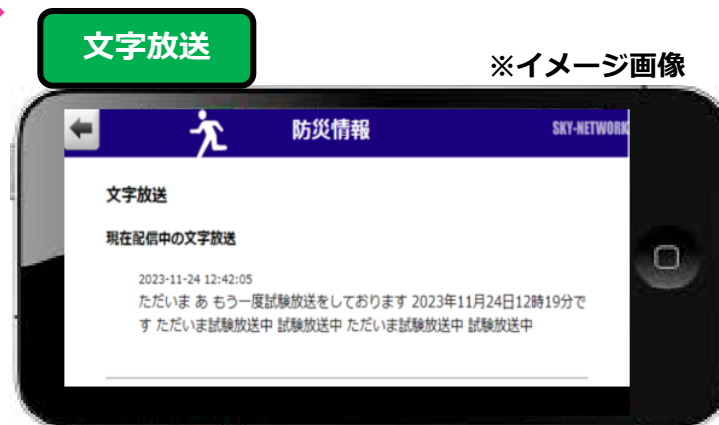 文字放送
※イメージ画像
防災情報
SKY-NETWORK
文字放送
現在配信中の文字放送
2023-11-24 12:42:05
ただいま あ もう一度試験放送をしております 2023年11月24日12時19分で
す ただいま試験放送中 試験放送中 ただいま試験放送中 試験放送中